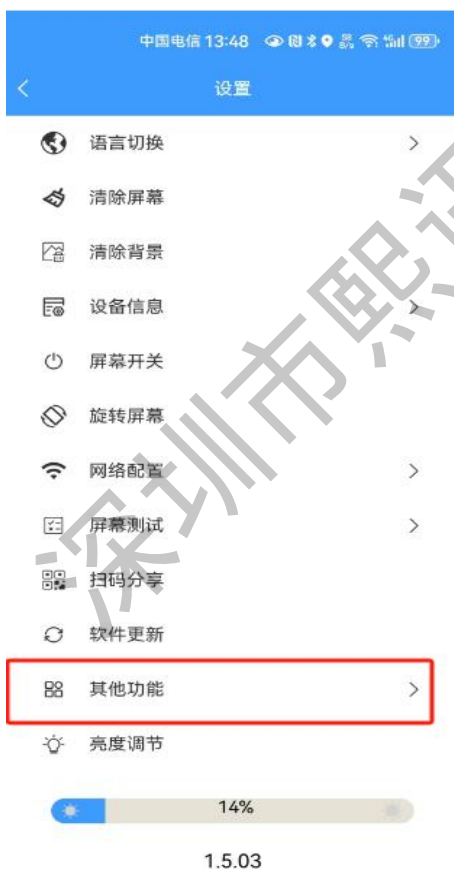 中国电信 13:48 99
设置
语言切换
清除屏幕
清除背景
设备信息
屏幕开关
旋转屏幕
网络配置
屏幕测试
扫码分享
软件更新
其他功能
亮度调节
14%
1.5.03
深圳市熙